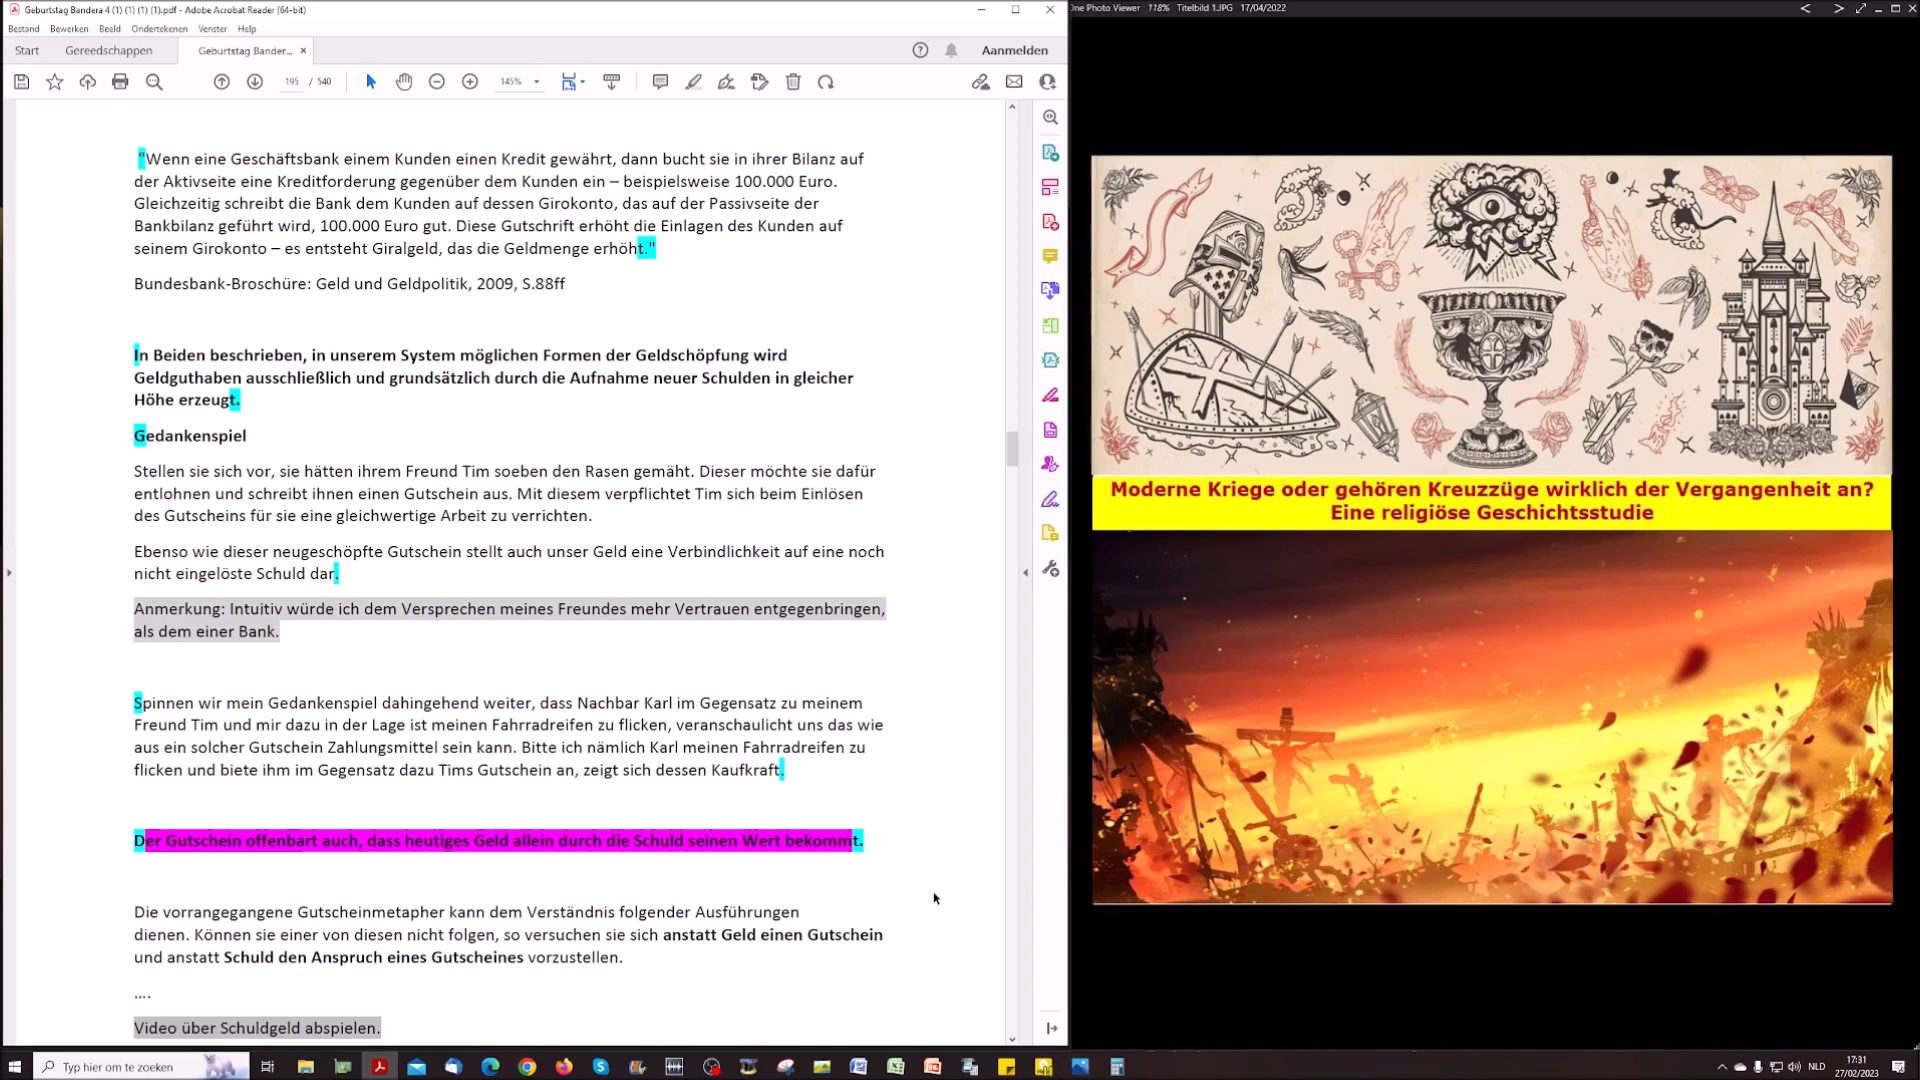 Geburtstag Bandera 4 (1) (1) (1) (1).pdf - Adobe Acrobat Reader (64-bit)
Bestand Bewerken Beeld Ondertekenen Venster Help
Start Gereedschappen Geburtstag Bander... × Aanmelden
195 / 540 145%
"Wenn eine Geschäftsbank einem Kunden einen Kredit gewährt, dann bucht sie in ihrer Bilanz auf
der Aktivseite eine Kreditforderung gegenüber dem Kunden ein – beispielsweise 100.000 Euro.
Gleichzeitig schreibt die Bank dem Kunden auf dessen Girokonto, das auf der Passivseite der
Bankbilanz geführt wird, 100.000 Euro gut. Diese Gutschrift erhöht die Einlagen des Kunden auf
seinem Girokonto – es entsteht Giralgeld, das die Geldmenge erhöht."
Bundesbank-Broschüre: Geld und Geldpolitik, 2009, S.88ff
In Beiden beschrieben, in unserem System möglichen Formen der Geldschöpfung wird
Geldguthaben ausschließlich und grundsätzlich durch die Aufnahme neuer Schulden in gleicher
Höhe erzeugt.
Gedankenspiel
Stellen sie sich vor, sie hätten ihrem Freund Tim soeben den Rasen gemäht. Dieser möchte sie dafür
entlohnen und schreibt ihnen einen Gutschein aus. Mit diesem verpflichtet Tim sich beim Einlösen
des Gutscheins für sie eine gleichwertige Arbeit zu verrichten.
Ebenso wie dieser neugeschöpfte Gutschein stellt auch unser Geld eine Verbindlichkeit auf eine noch
nicht eingelöste Schuld dar.
Anmerkung: Intuitiv würde ich dem Versprechen meines Freundes mehr Vertrauen entgegenbringen,
als dem einer Bank.
Spinnen wir mein Gedankenspiel dahingehend weiter, dass Nachbar Karl im Gegensatz zu meinem
Freund Tim und mir dazu in der Lage ist meinen Fahrradreifen zu flicken, veranschaulicht uns das wie
aus ein solcher Gutschein Zahlungsmittel sein kann. Bitte ich nämlich Karl meinen Fahrradreifen zu
flicken und biete ihm im Gegensatz dazu Tims Gutschein an, zeigt sich dessen Kaufkraft.
Der Gutschein offenbart auch, dass heutiges Geld allein durch die Schuld seinen Wert bekommt.
Die vorrangegangene Gutscheinmetapher kann dem Verständnis folgender Ausführungen
dienen. Können sie einer von diesen nicht folgen, so versuchen sie sich anstatt Geld einen Gutschein
und anstatt Schuld den Anspruch eines Gutscheines vorzustellen.
....
Video über Schuldgeld abspielen.
One Photo Viewer 118% Titelbild 1.JPG 17/04/2022
Moderne Kriege oder gehören Kreuzzüge wirklich der Vergangenheit an?
Eine religiöse Geschichtsstudie
Typ hier om te zoeken
NLD
17:31
27/02/2023